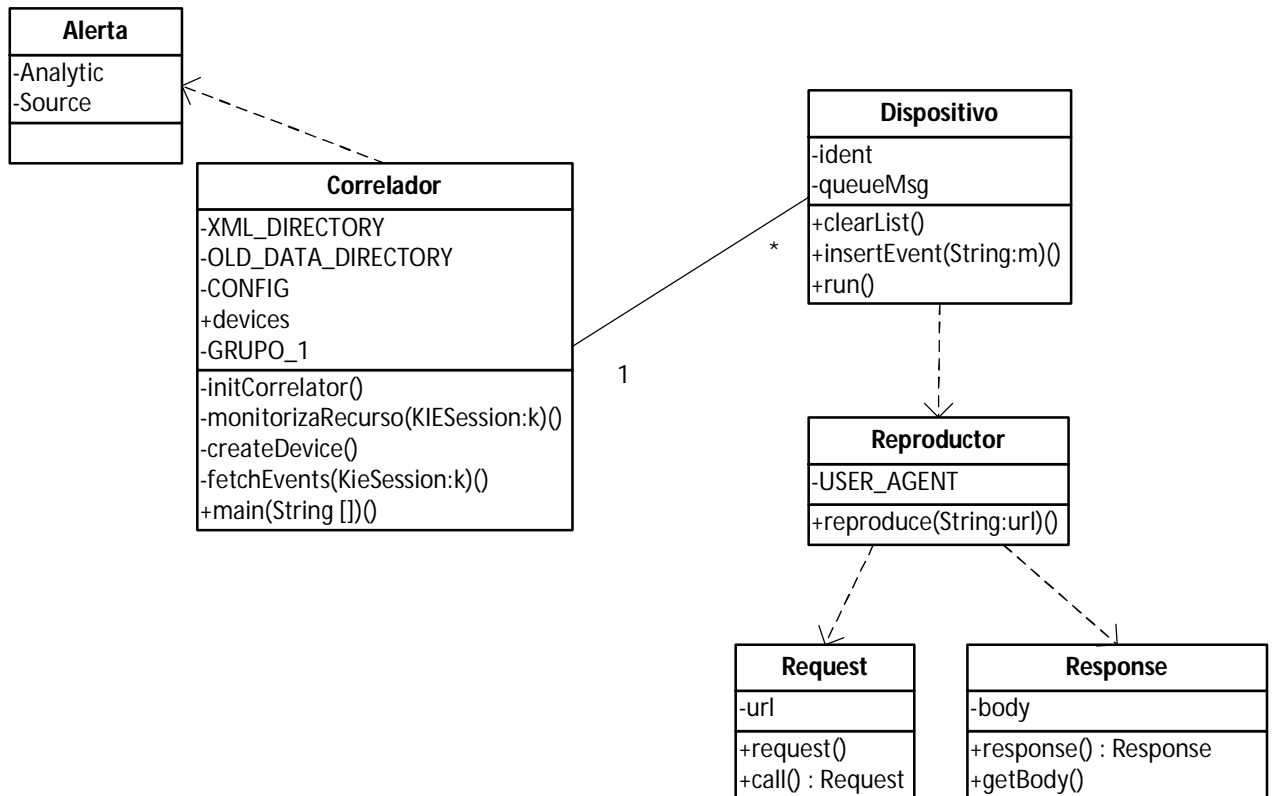 Alerta
-Analytic
-Source
Correlador
-XML_DIRECTORY
-OLD_DATA_DIRECTORY
-CONFIG
+devices
-GRUPO_1
-initCorrelator()
-monitorizaRecurso(KIESession:k)()
-createDevice()
-fetchEvents(KieSession:k)()
+main(String [])()
*
1
Dispositivo
-ident
-queueMsg
+clearList()
+insertEvent(String:m)()
+run()
Reproductor
-USER_AGENT
+reproduce(String:url)()
Request
-url
+request()
+call() : Request
Response
-body
+response() : Response
+getBody()